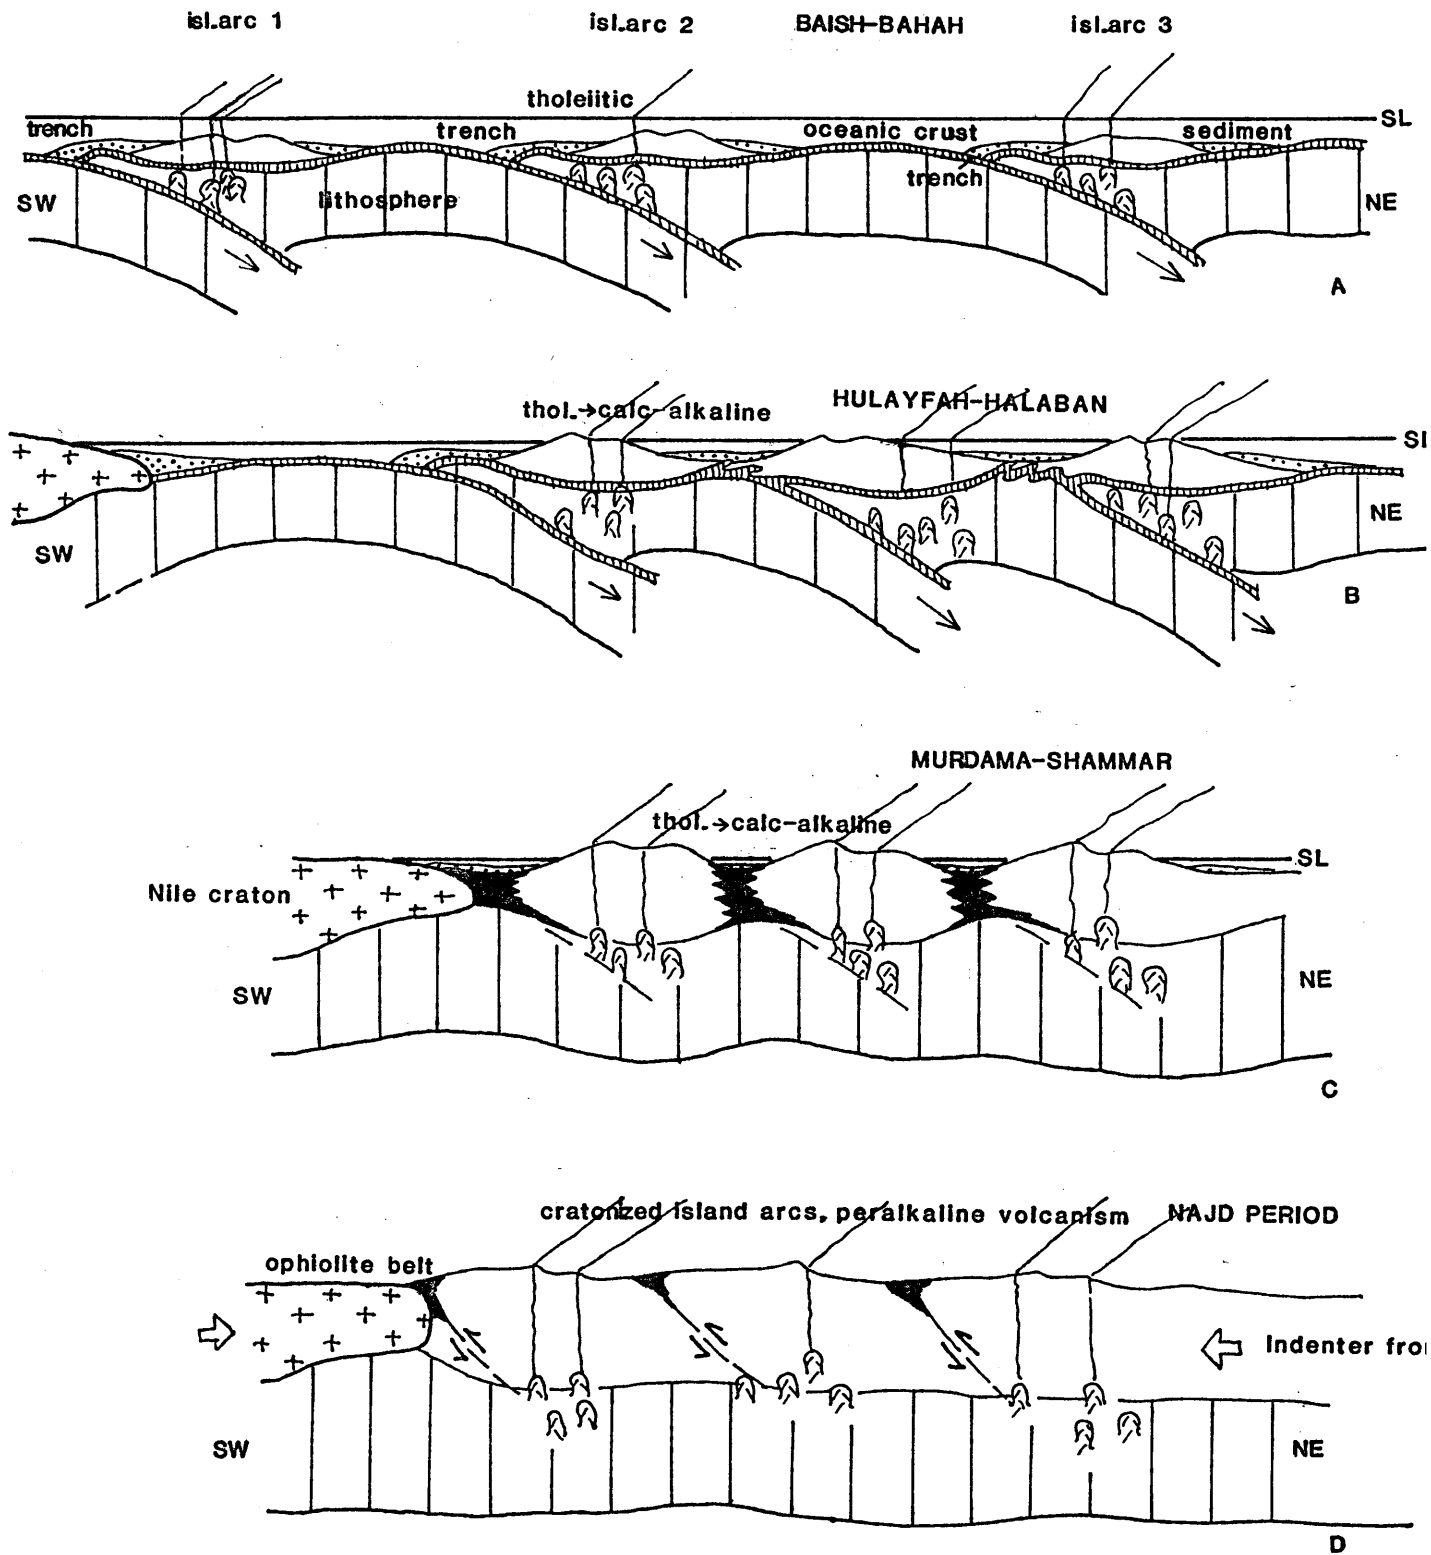 isl.arc 1 isl.arc 2 BAISH-BAHAH isl.arc 3
tholeiitic
SL
trench trench oceanic crust sediment
trench
SW lithosphere NE
A
thol.→calc-alkaline HULAYFAH-HALABAN
SW NE
B
MURDAMA-SHAMMAR
thol.→calc-alkaline
SL
Nile craton
SW NE
C
cratonized island arcs, peralkaline volcanism NAJD PERIOD
ophiolite belt
Indenter
SW NE
D